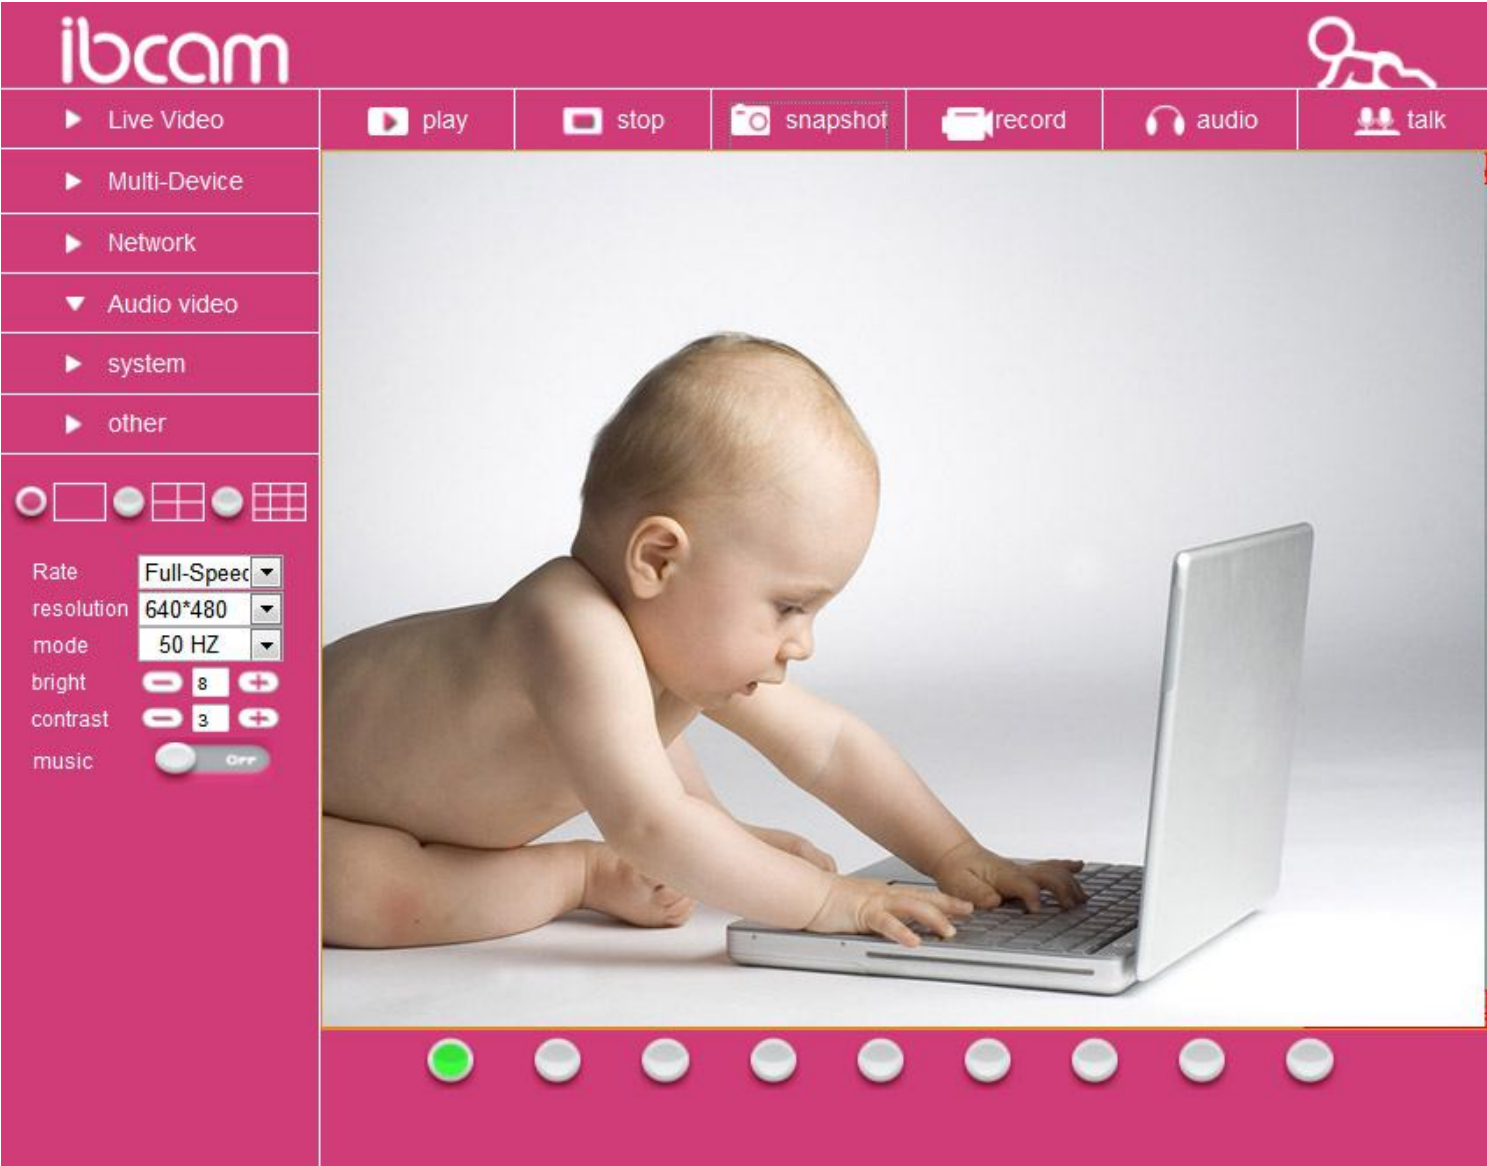 ibcam
Live Video
play
stop
snapshot
record
audio
talk
Multi-Device
Network
Audio video
system
other
Rate Full-Speed
resolution 640*480
mode 50 HZ
bright 8
contrast 3
music OFF